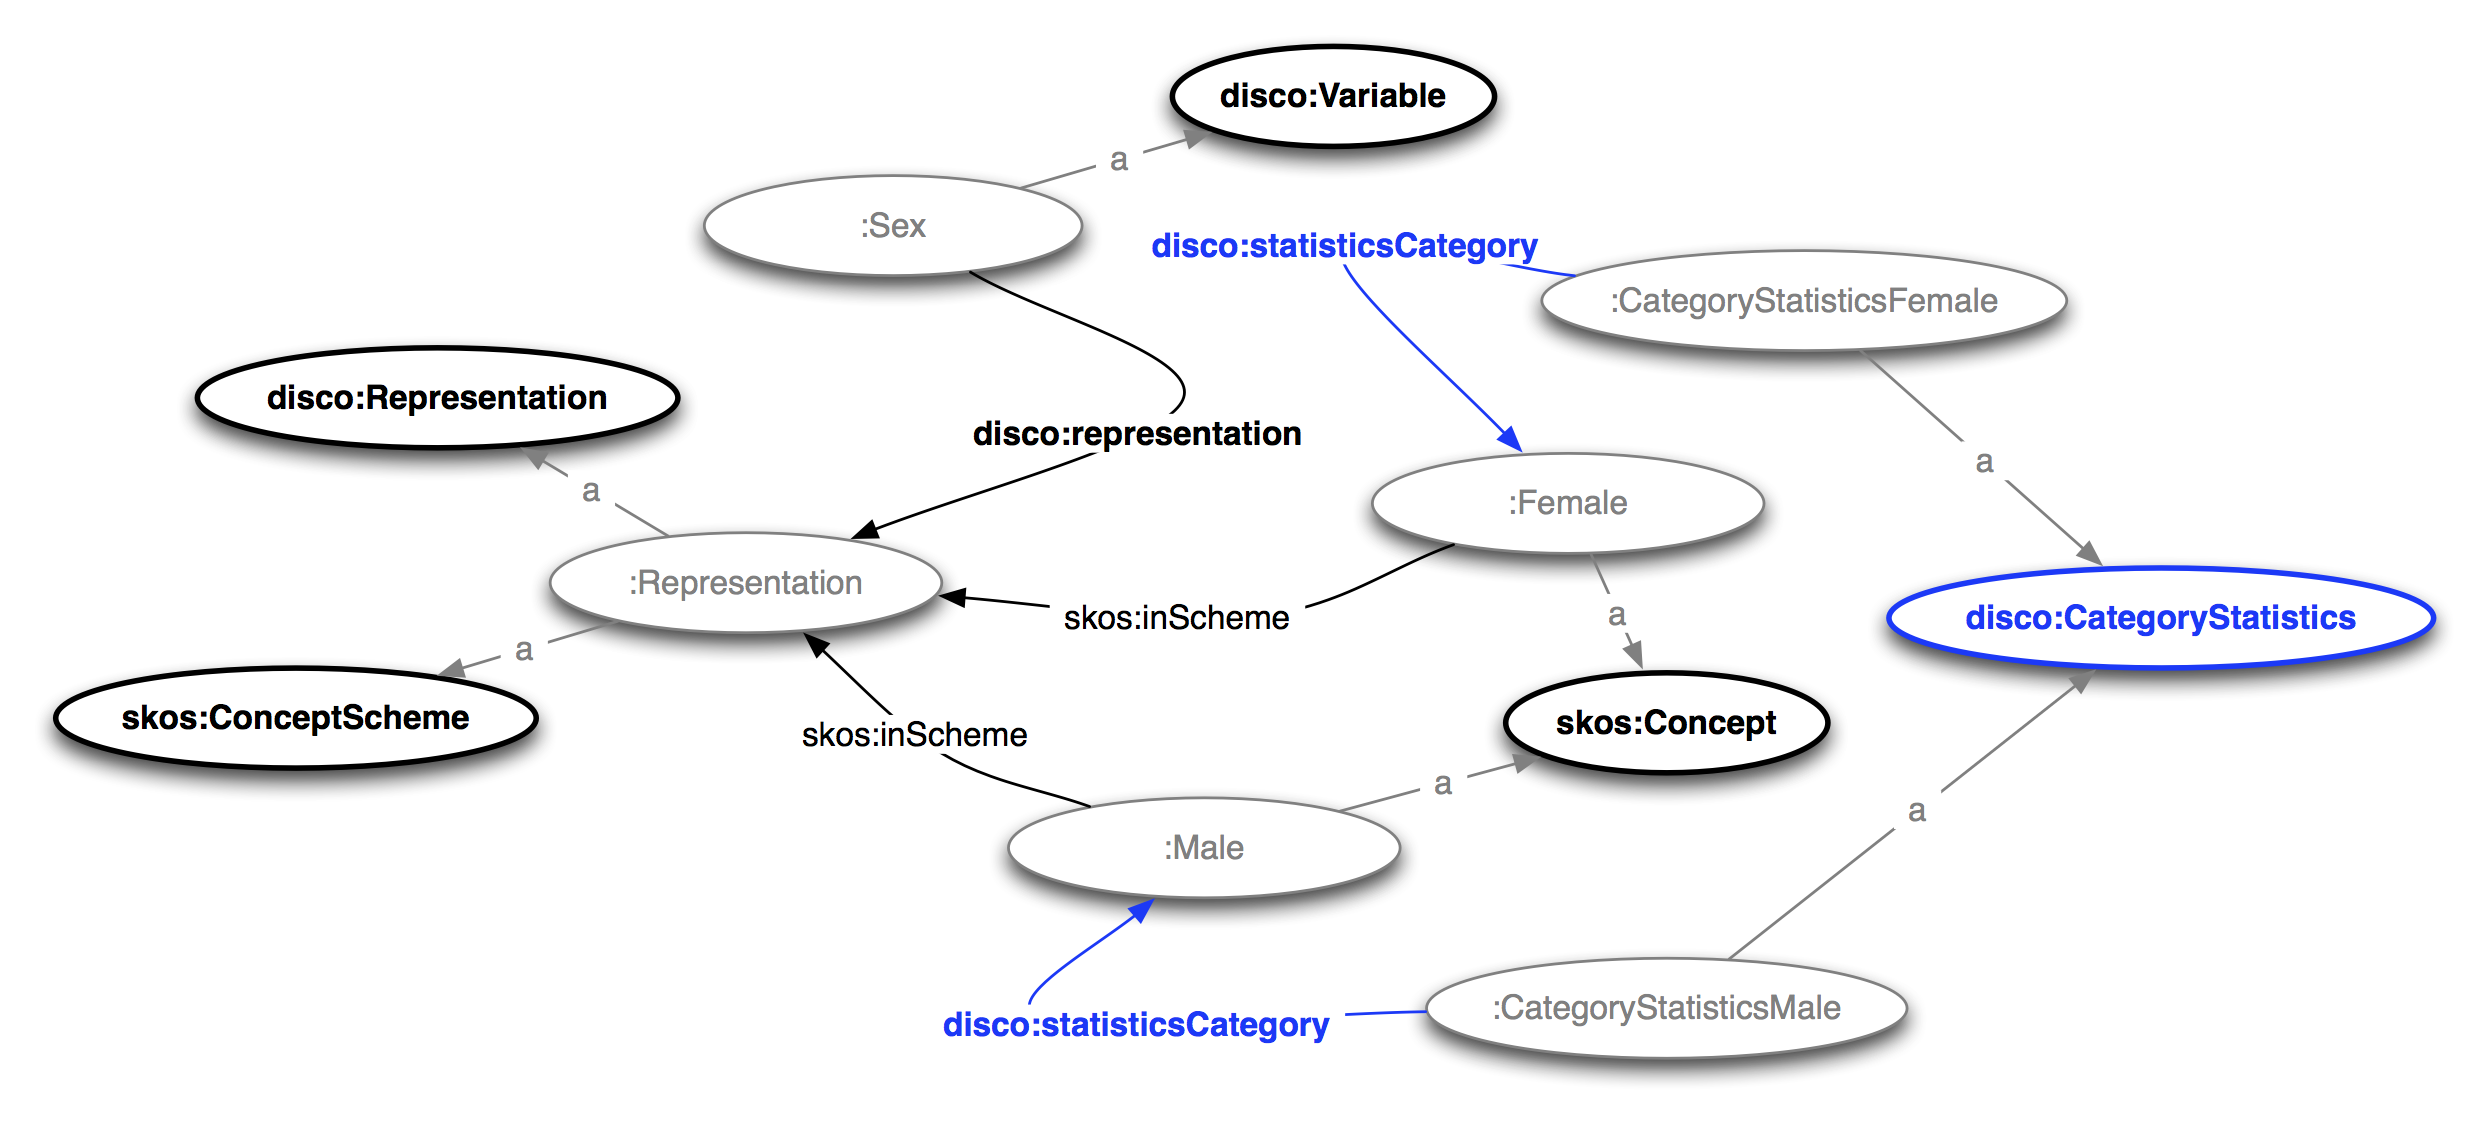 disco:Variable
a
:Sex
disco:statisticsCategory
:CategoryStatisticsFemale
disco:Representation
disco:representation
a
a
:Female
:Representation
skos:inScheme
a
disco:CategoryStatistics
a
skos:ConceptScheme
skos:Concept
skos:inScheme
a
a
:Male
:CategoryStatisticsMale
disco:statisticsCategory